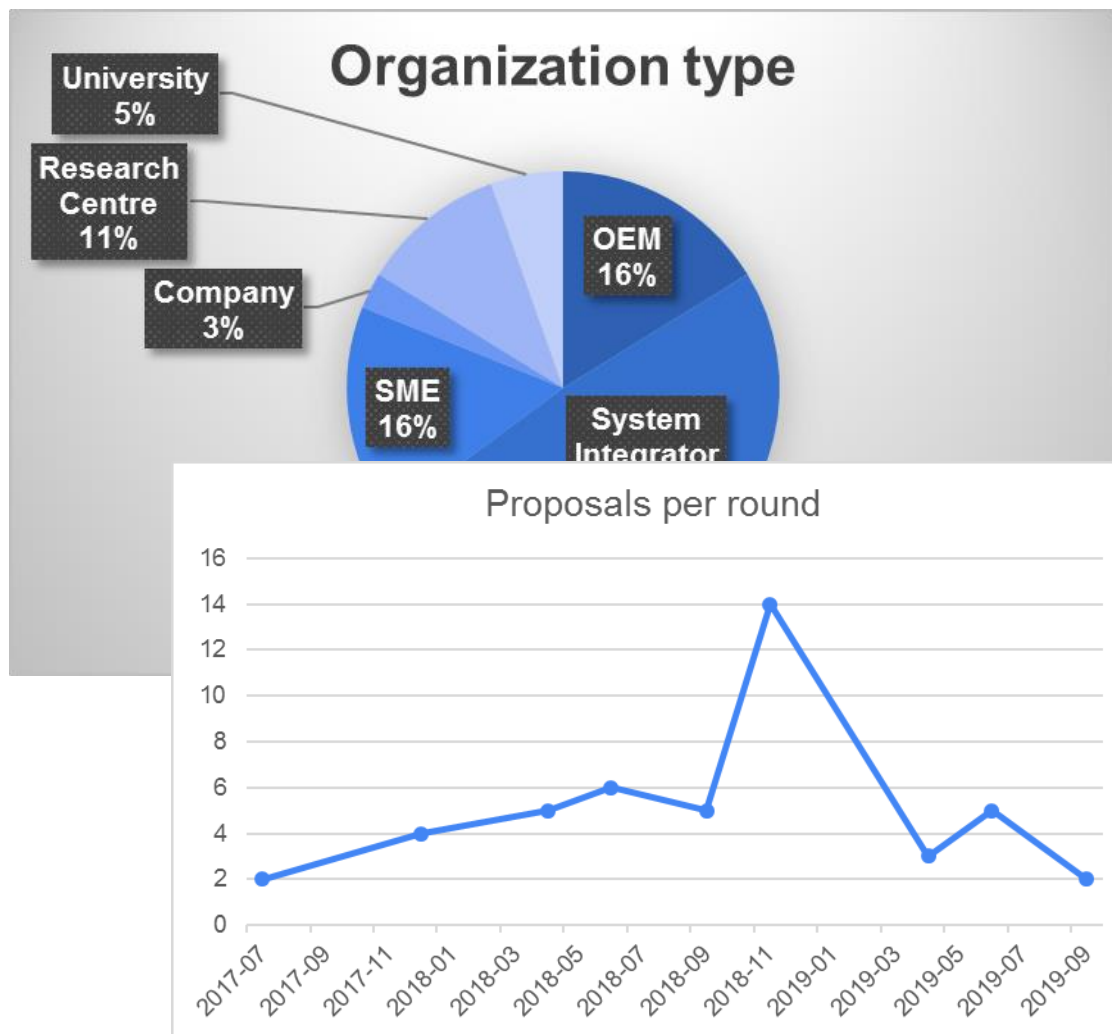 Organization type
University
5%
Research
Centre
11%
Company
3%
OEM
16%
SME
16%
System
Integrator
Proposals per round
16
14
12
10
8
6
4
2
0
2017-07
2017-09
2017-11
2018-01
2018-03
2018-05
2018-07
2018-09
2018-11
2019-01
2019-03
2019-05
2019-07
2019-09